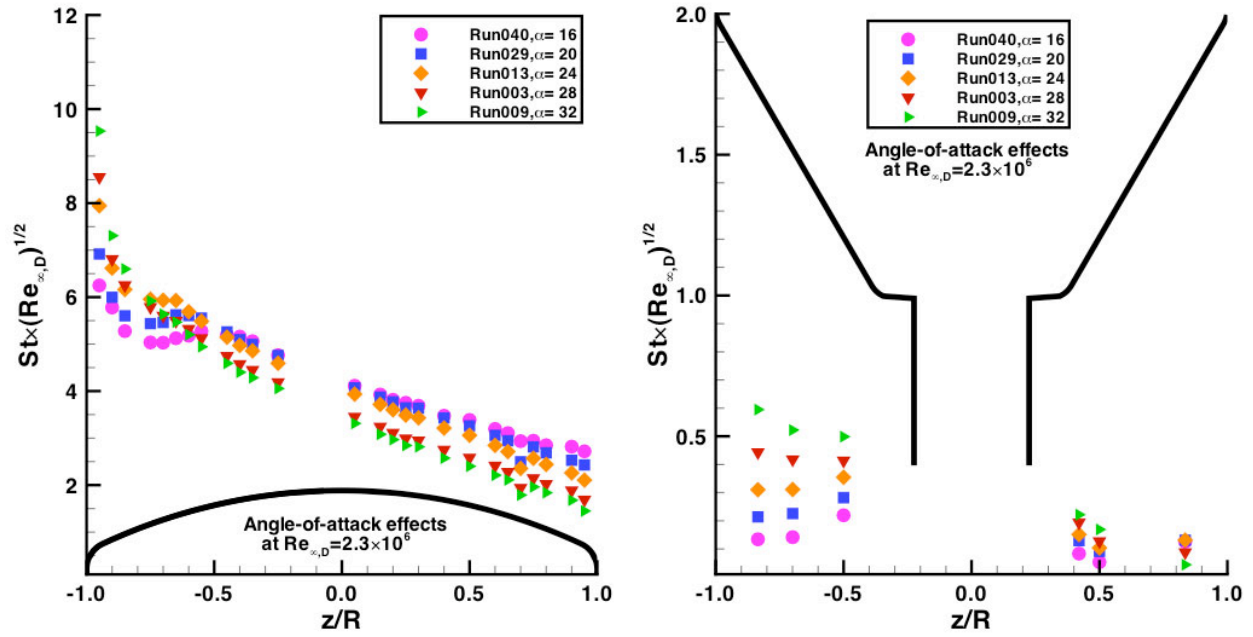 12
10
8
6
4
2
St×(Re∞,D)^1/2
Run040,α= 16
Run029,α= 20
Run013,α= 24
Run003,α= 28
Run009,α= 32
Angle-of-attack effects
at Re∞,D=2.3×10^6
-1.0 -0.5 0.0 0.5 1.0
z/R
2.0
1.5
1.0
0.5
St×(Re∞,D)^1/2
Run040,α= 16
Run029,α= 20
Run013,α= 24
Run003,α= 28
Run009,α= 32
Angle-of-attack effects
at Re∞,D=2.3×10^6
-1.0 -0.5 0.0 0.5 1.0
z/R